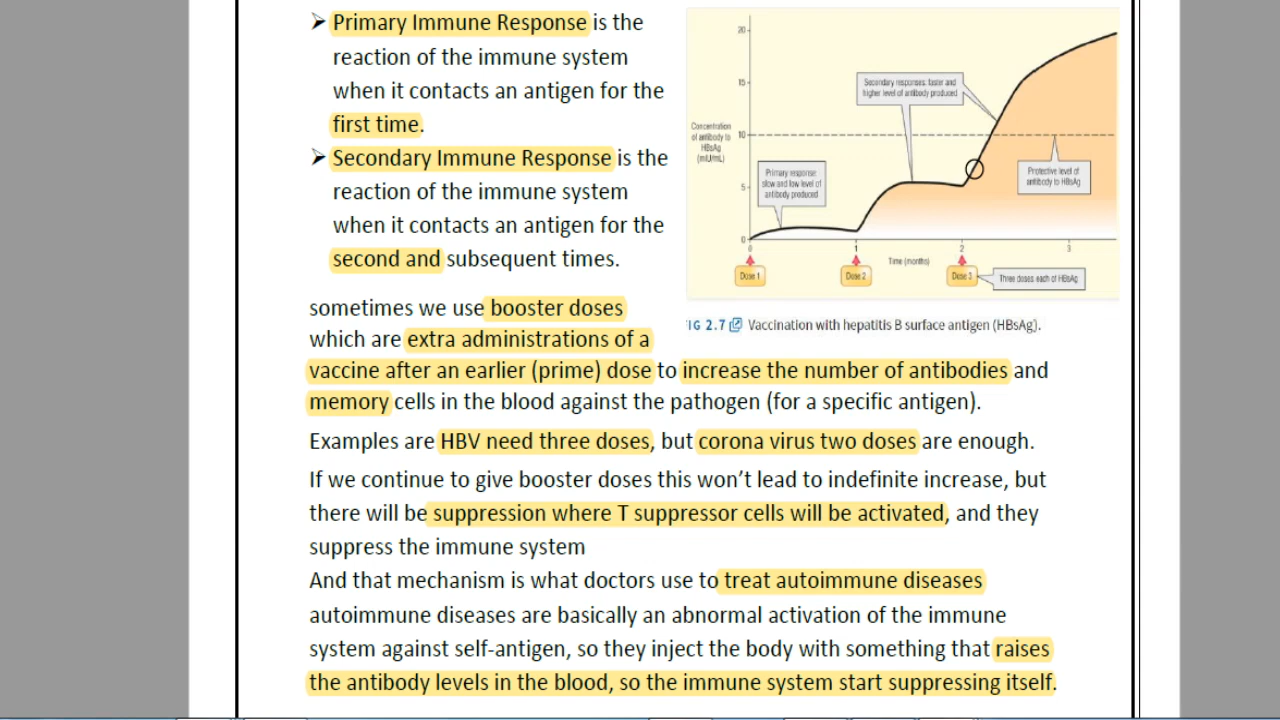 ➢ Primary Immune Response is the
reaction of the immune system
when it contacts an antigen for the
first time.
➢ Secondary Immune Response is the
reaction of the immune system
when it contacts an antigen for the
second and subsequent times.
20
15
10
5
0
Concentration
of antibody to
HBsAg
(mIU/mL)
Secondary responses: faster and
higher level of antibody produced
Primary response:
slow and low level of
antibody produced
Protective level of
antibody to HBsAg
0 1 2 3
Time (months)
Dose 1 Dose 2 Dose 3
Three doses each of HBsAg
IG 2.7 Vaccination with hepatitis B surface antigen (HBsAg).
sometimes we use booster doses
which are extra administrations of a
vaccine after an earlier (prime) dose to increase the number of antibodies and
memory cells in the blood against the pathogen (for a specific antigen).
Examples are HBV need three doses, but corona virus two doses are enough.
If we continue to give booster doses this won’t lead to indefinite increase, but
there will be suppression where T suppressor cells will be activated, and they
suppress the immune system
And that mechanism is what doctors use to treat autoimmune diseases
autoimmune diseases are basically an abnormal activation of the immune
system against self-antigen, so they inject the body with something that raises
the antibody levels in the blood, so the immune system start suppressing itself.